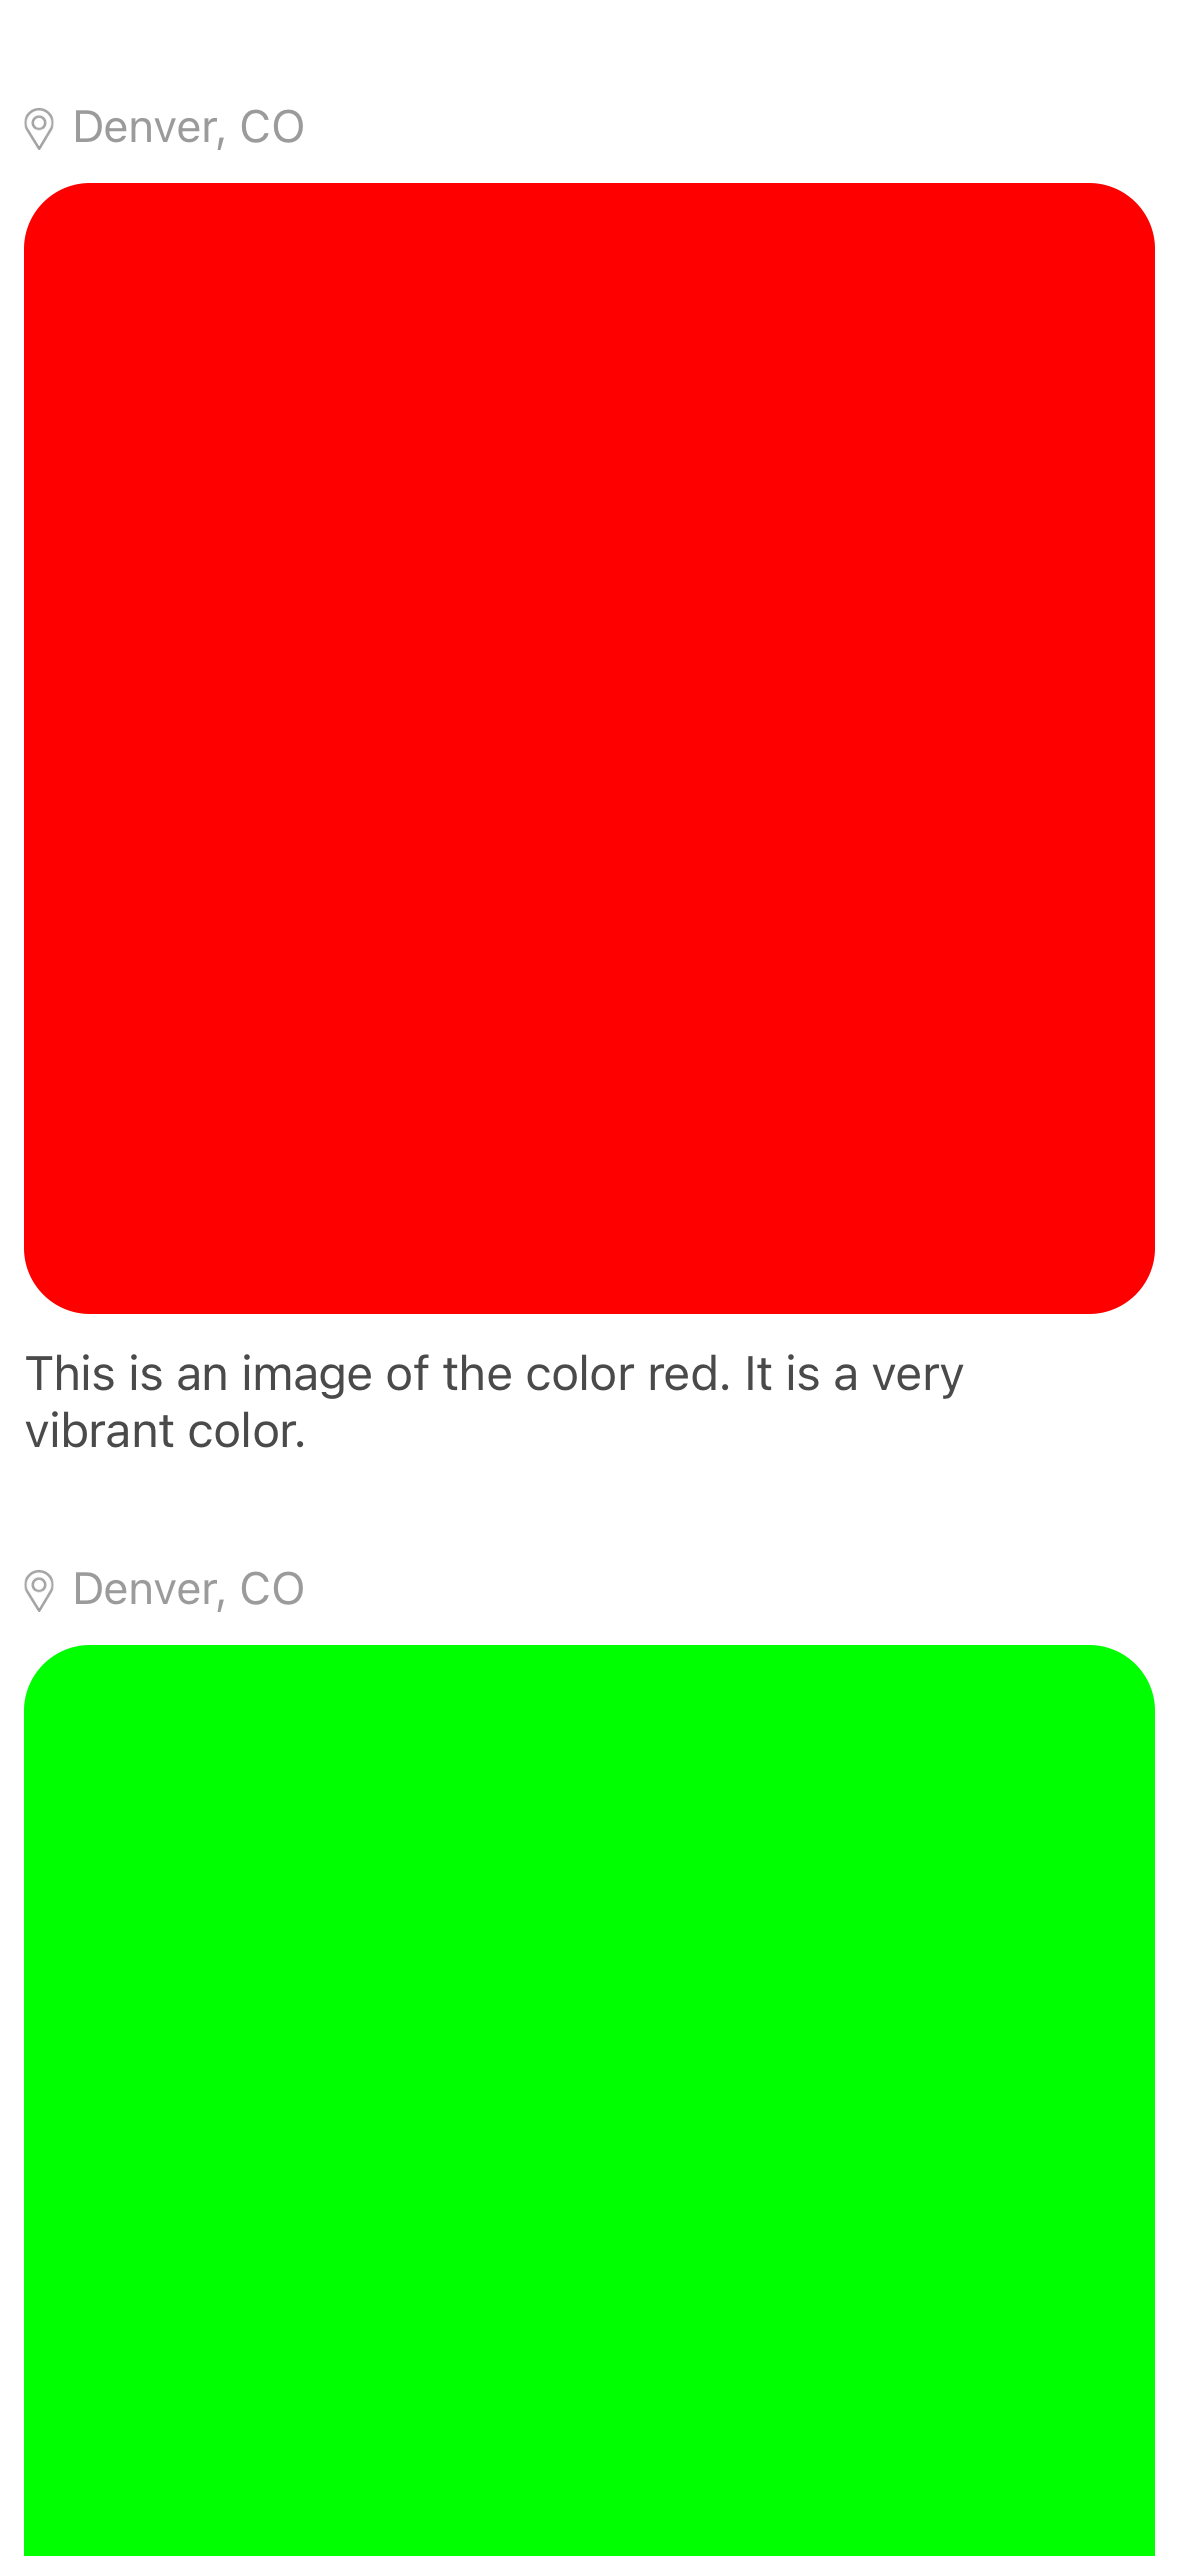 Denver, CO
This is an image of the color red. It is a very
vibrant color.
Denver, CO